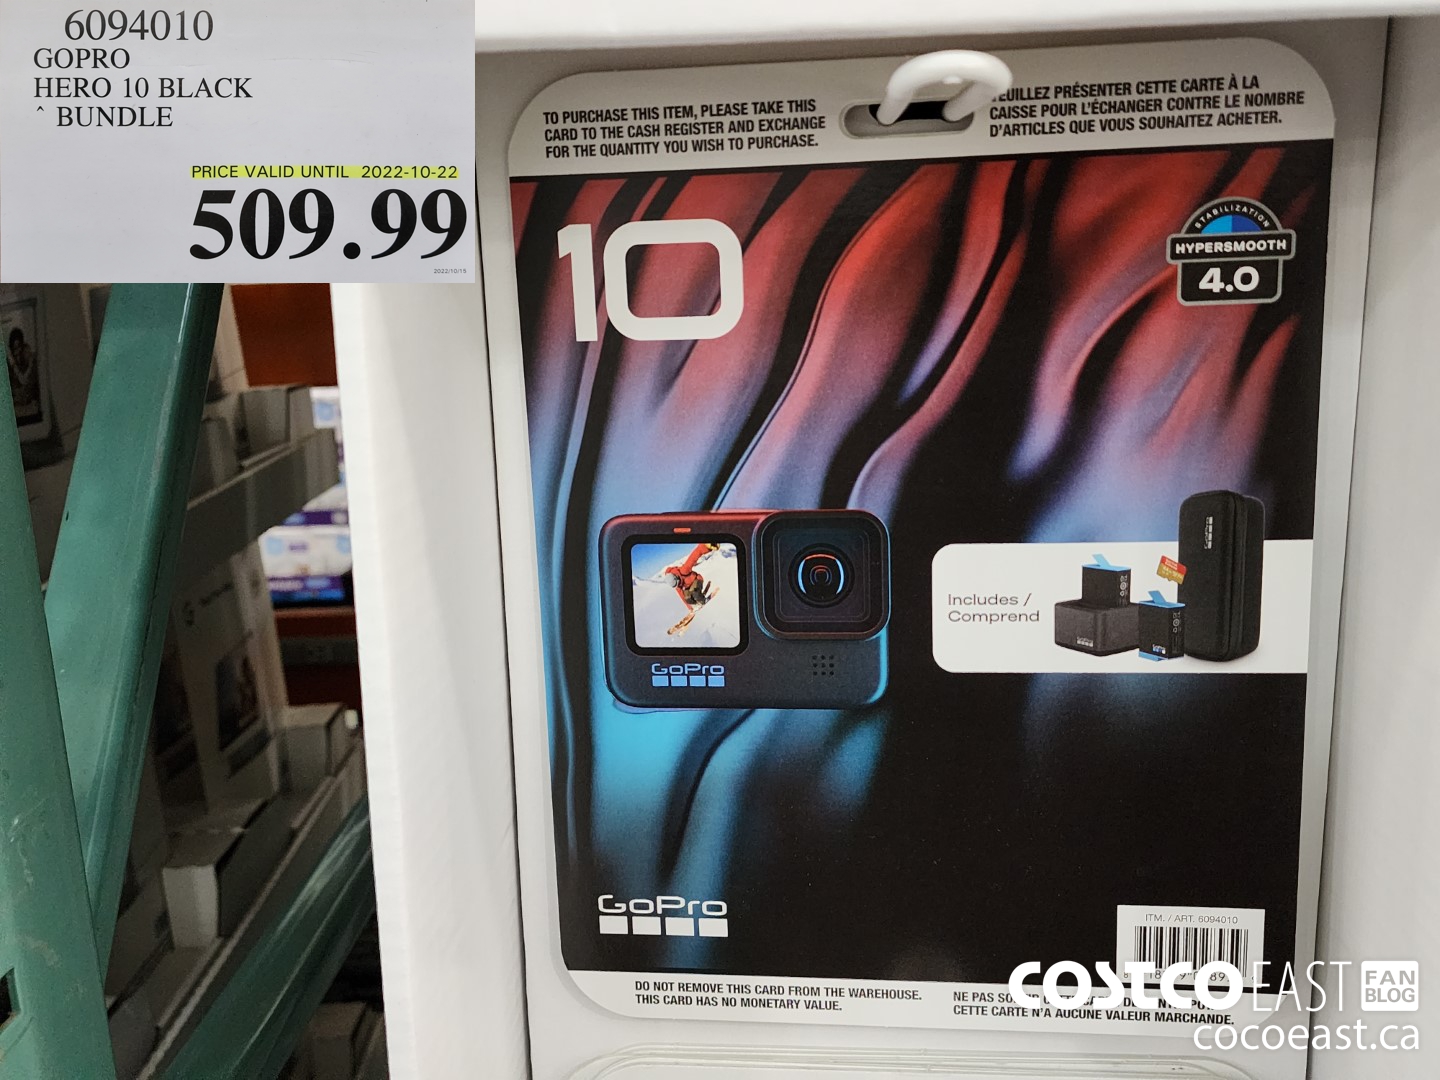 6094010
GOPRO
HERO 10 BLACK
^ BUNDLE
PRICE VALID UNTIL 2022-10-22
509.99
2022/10/15
TO PURCHASE THIS ITEM, PLEASE TAKE THIS
CARD TO THE CASH REGISTER AND EXCHANGE
FOR THE QUANTITY YOU WISH TO PURCHASE.
VEUILLEZ PRÉSENTER CETTE CARTE À LA
CAISSE POUR L'ÉCHANGER CONTRE LE NOMBRE
D'ARTICLES QUE VOUS SOUHAITEZ ACHETER.
10
STABILIZATION
HYPERSMOOTH
4.0
GoPro
Includes /
Comprend
GoPro
ITM. / ART. 6094010
DO NOT REMOVE THIS CARD FROM THE WAREHOUSE.
THIS CARD HAS NO MONETARY VALUE.
NE PAS
CETTE CARTE N'A AUCUNE VALEUR MARCHANDE.
COSTCO EAST FAN BLOG
cocoeast.ca